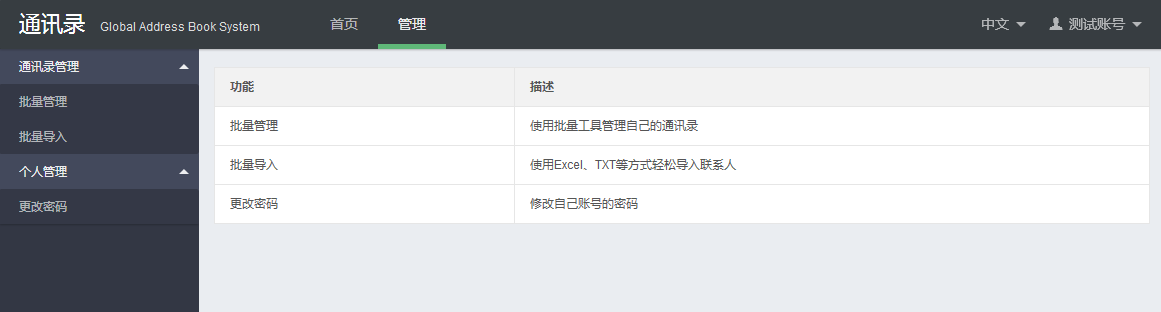 通讯录 Global Address Book System 首页 管理 中文 测试账号
通讯录管理
批量管理
批量导入
个人管理
更改密码
功能 描述
批量管理 使用批量工具管理自己的通讯录
批量导入 使用Excel、TXT等方式轻松导入联系人
更改密码 修改自己账号的密码